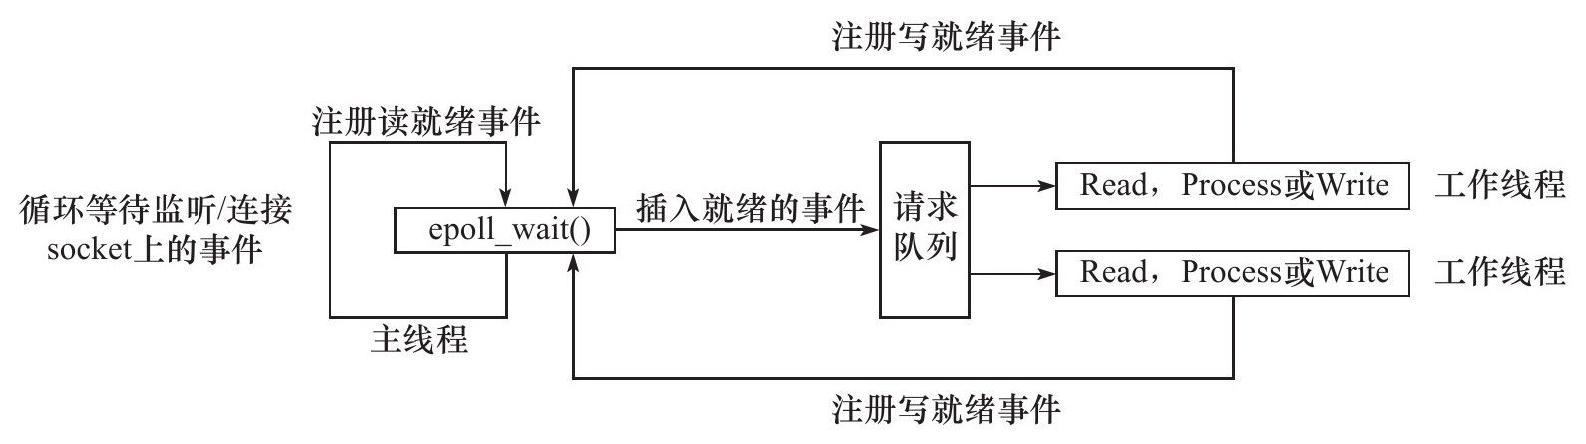 注册写就绪事件
注册读就绪事件
循环等待监听/连接
socket上的事件
epoll_wait()
主线程
插入就绪的事件
请求
队列
Read，Process或Write
工作线程
Read，Process或Write
工作线程
注册写就绪事件